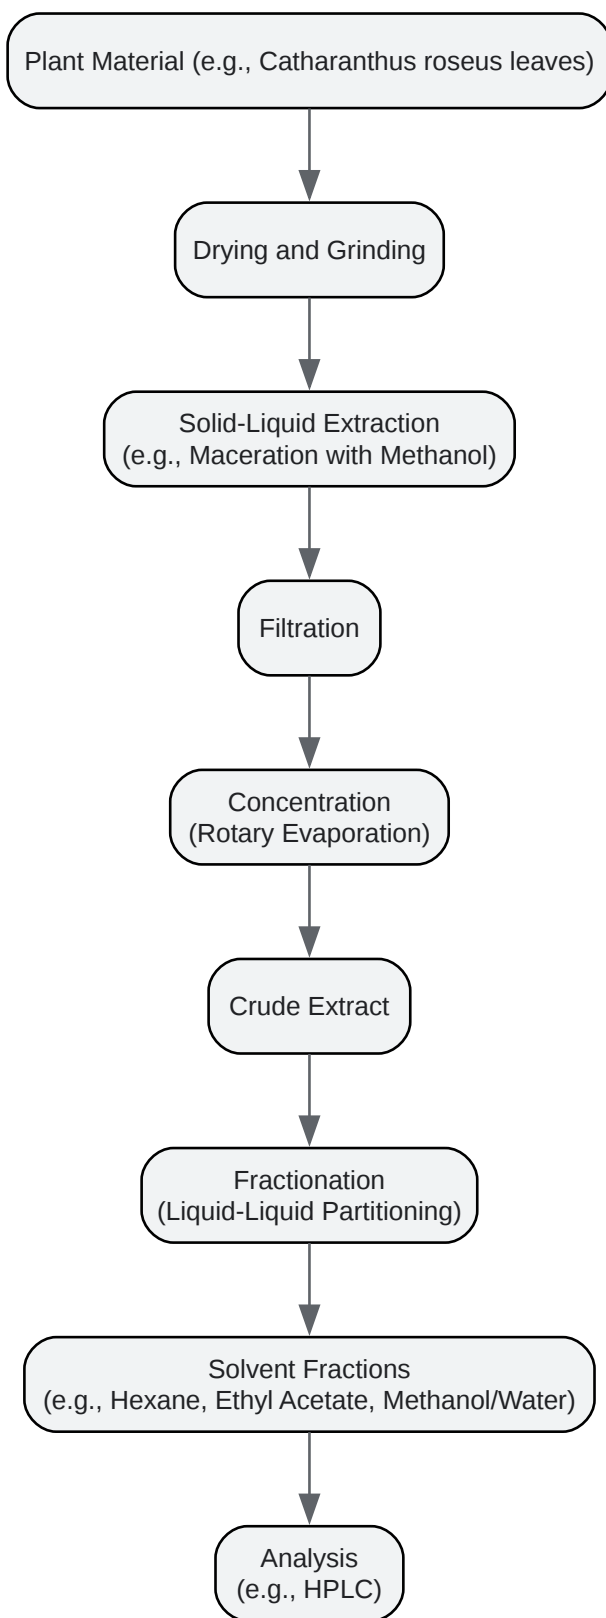 Plant Material (e.g., Catharanthus roseus leaves)
Drying and Grinding
Solid-Liquid Extraction
(e.g., Maceration with Methanol)
Filtration
Concentration
(Rotary Evaporation)
Crude Extract
Fractionation
(Liquid-Liquid Partitioning)
Solvent Fractions
(e.g., Hexane, Ethyl Acetate, Methanol/Water)
Analysis
(e.g., HPLC)